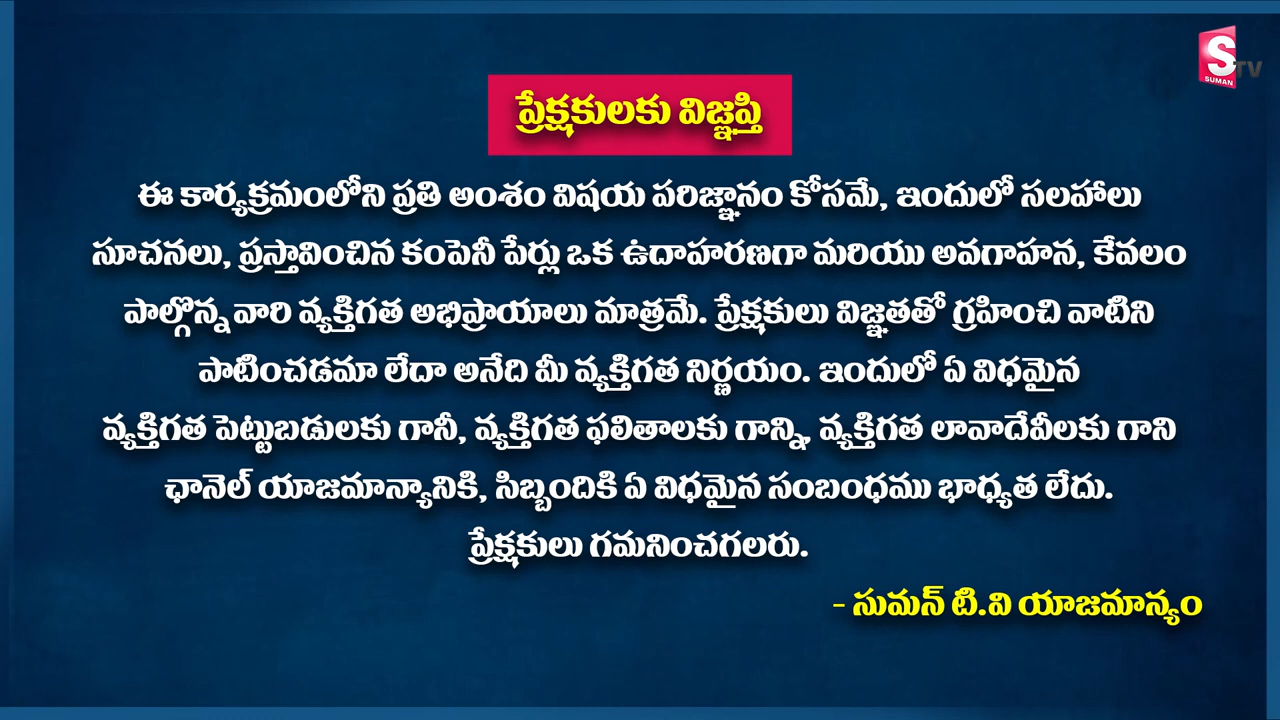 S TV
SUMAN
ప్రేక్షకులకు విజ్ఞప్తి
ఈ కార్యక్రమంలోని ప్రతి అంశం విషయ పరిజ్ఞానం కోసమే, ఇందులో సలహాలు
సూచనలు, ప్రస్తావించిన కంపెనీ పేర్లు ఒక ఉదాహరణగా మరియు అవగాహన, కేవలం
పాల్గొన్న వారి వ్యక్తిగత అభిప్రాయాలు మాత్రమే. ప్రేక్షకులు విజ్ఞతతో గ్రహించి వాటిని
పాటించడమా లేదా అనేది మీ వ్యక్తిగత నిర్ణయం. ఇందులో ఏ విధమైన
వ్యక్తిగత పెట్టుబడులకు గానీ, వ్యక్తిగత ఫలితాలకు గాన్ని, వ్యక్తిగత లావాదేవీలకు గాని
ఛానెల్ యాజమాన్యానికి, సిబ్బందికి ఏ విధమైన సంబంధము భాధ్యత లేదు.
ప్రేక్షకులు గమనించగలరు.
- సుమన్ టి.వి యాజమాన్యం